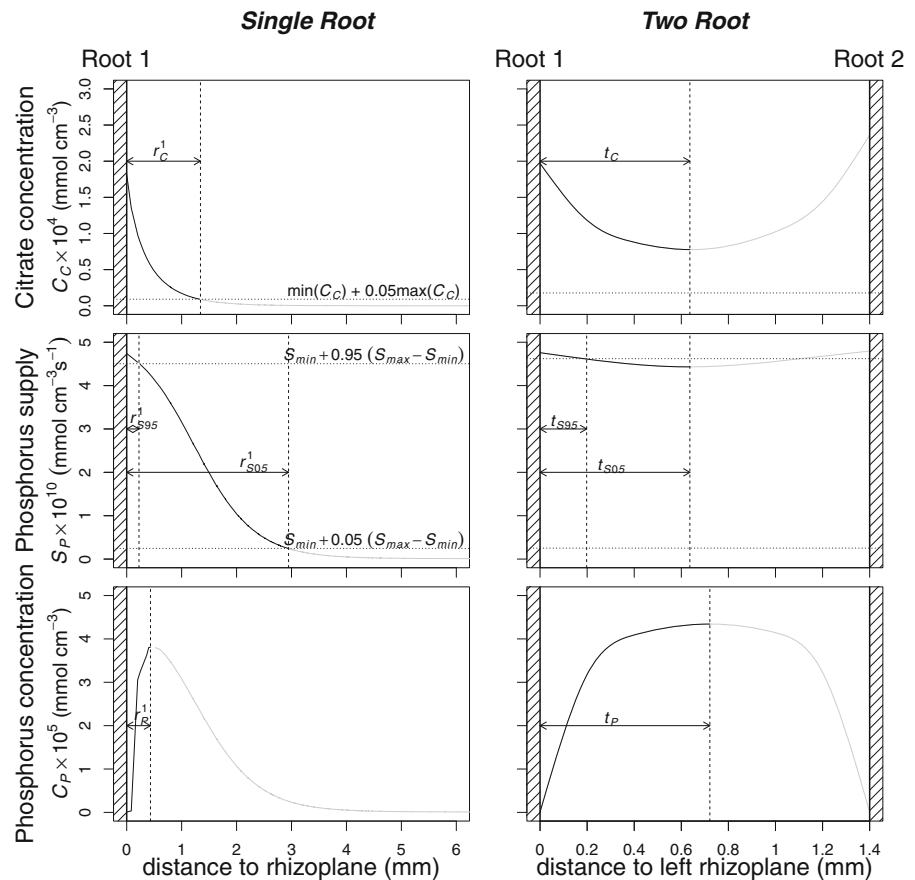 Single Root
Two Root
Root 1
Root 1
Root 2
Citrate concentration
C_C × 10^4 (mmol cm^−3)
0.0 0.5 1.0 1.5 2.0 2.5 3.0
r_C^1
min(C_C) + 0.05max(C_C)
t_C
Phosphorus supply
S_P × 10^10 (mmol cm^−3s^−1)
0 1 2 3 4 5
S_min + 0.95 (S_max − S_min)
r_S95^1
r_S05^1
S_min + 0.05 (S_max − S_min)
t_S95
t_S05
Phosphorus concentration
C_P × 10^5 (mmol cm^−3)
0 1 2 3 4 5
r_P^1
t_P
0 1 2 3 4 5 6
0 0.2 0.4 0.6 0.8 1 1.2 1.4
distance to rhizoplane (mm)
distance to left rhizoplane (mm)